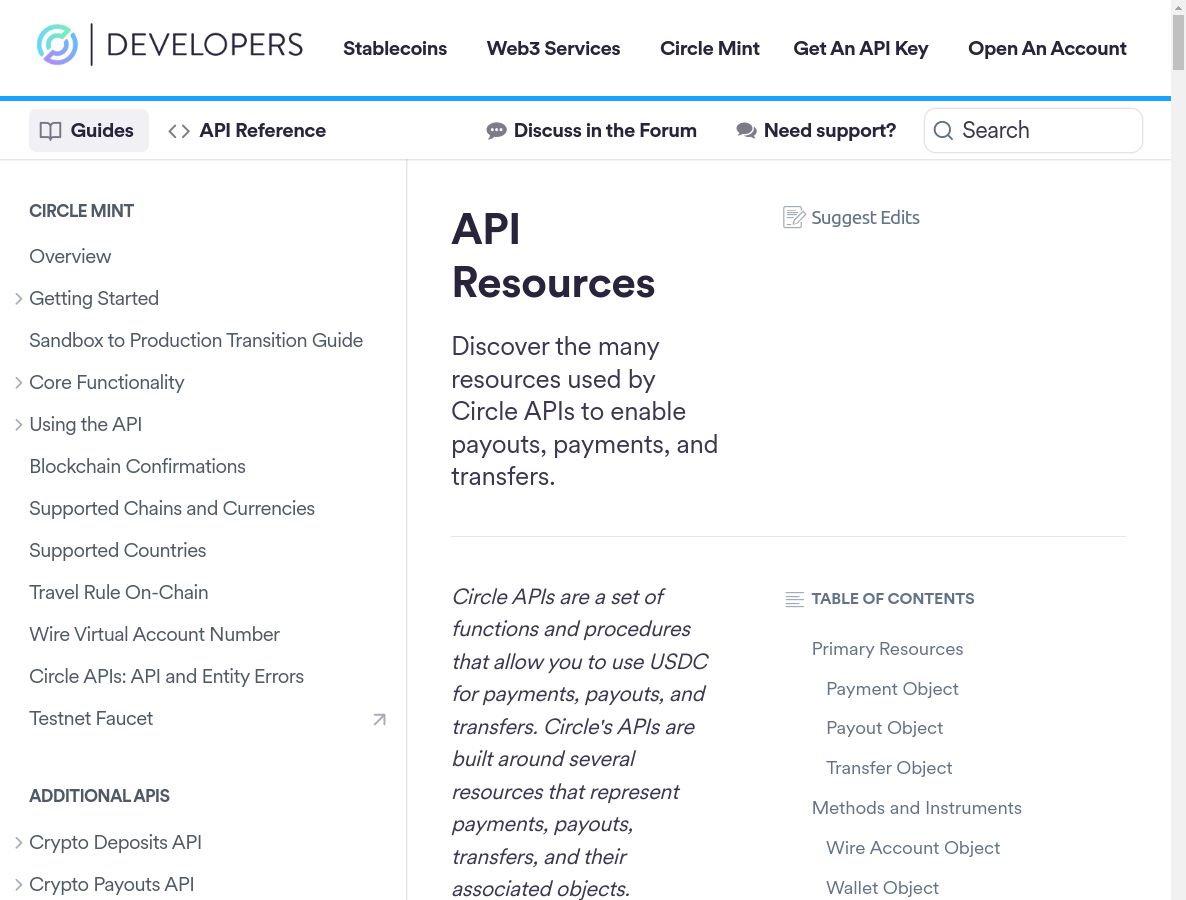 DEVELOPERS
Stablecoins
Web3 Services
Circle Mint
Get An API Key
Open An Account
Guides
API Reference
Discuss in the Forum
Need support?
Search
CIRCLE MINT
Overview
Getting Started
Sandbox to Production Transition Guide
Core Functionality
Using the API
Blockchain Confirmations
Supported Chains and Currencies
Supported Countries
Travel Rule On-Chain
Wire Virtual Account Number
Circle APIs: API and Entity Errors
Testnet Faucet
ADDITIONAL APIS
Crypto Deposits API
Crypto Payouts API
API
Resources
Suggest Edits
Discover the many
resources used by
Circle APIs to enable
payouts, payments, and
transfers.
Circle APIs are a set of
functions and procedures
that allow you to use USDC
for payments, payouts, and
transfers. Circle's APIs are
built around several
resources that represent
payments, payouts,
transfers, and their
associated objects.
TABLE OF CONTENTS
Primary Resources
Payment Object
Payout Object
Transfer Object
Methods and Instruments
Wire Account Object
Wallet Object